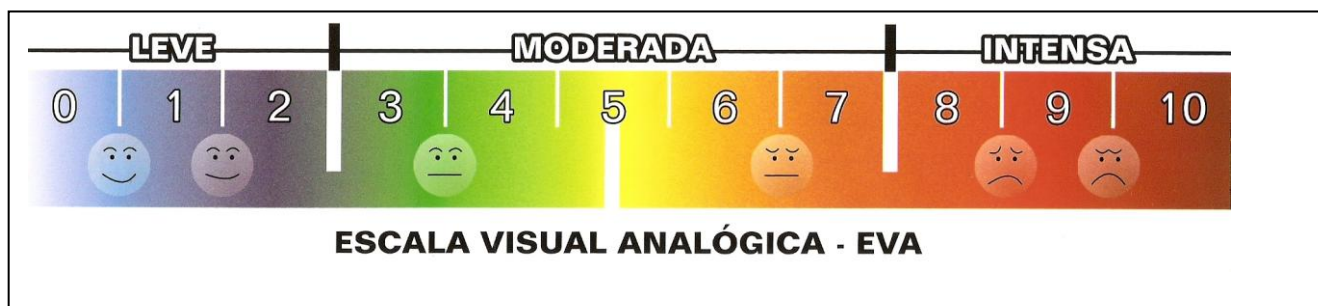 LEVE MODERADA INTENSA
0 1 2 3 4 5 6 7 8 9 10
ESCALA VISUAL ANALÓGICA - EVA